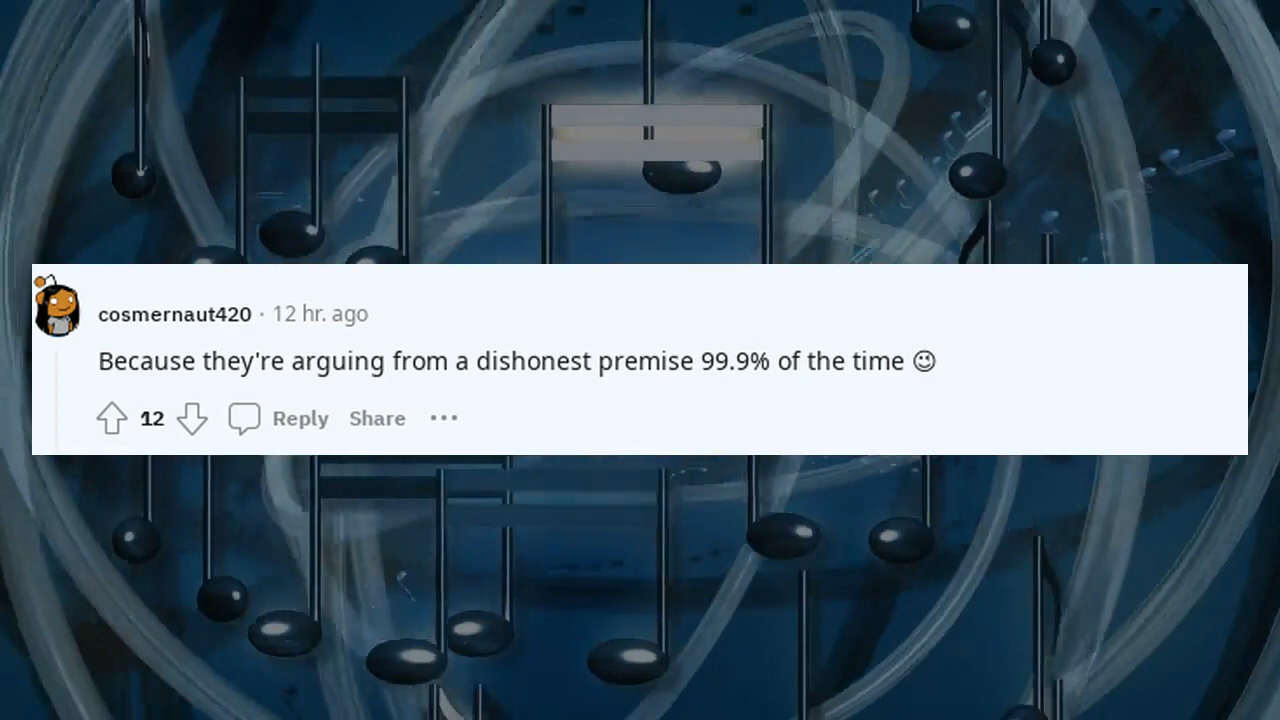 cosmernaut420 · 12 hr. ago
Because they're arguing from a dishonest premise 99.9% of the time 😉
12 Reply Share ···